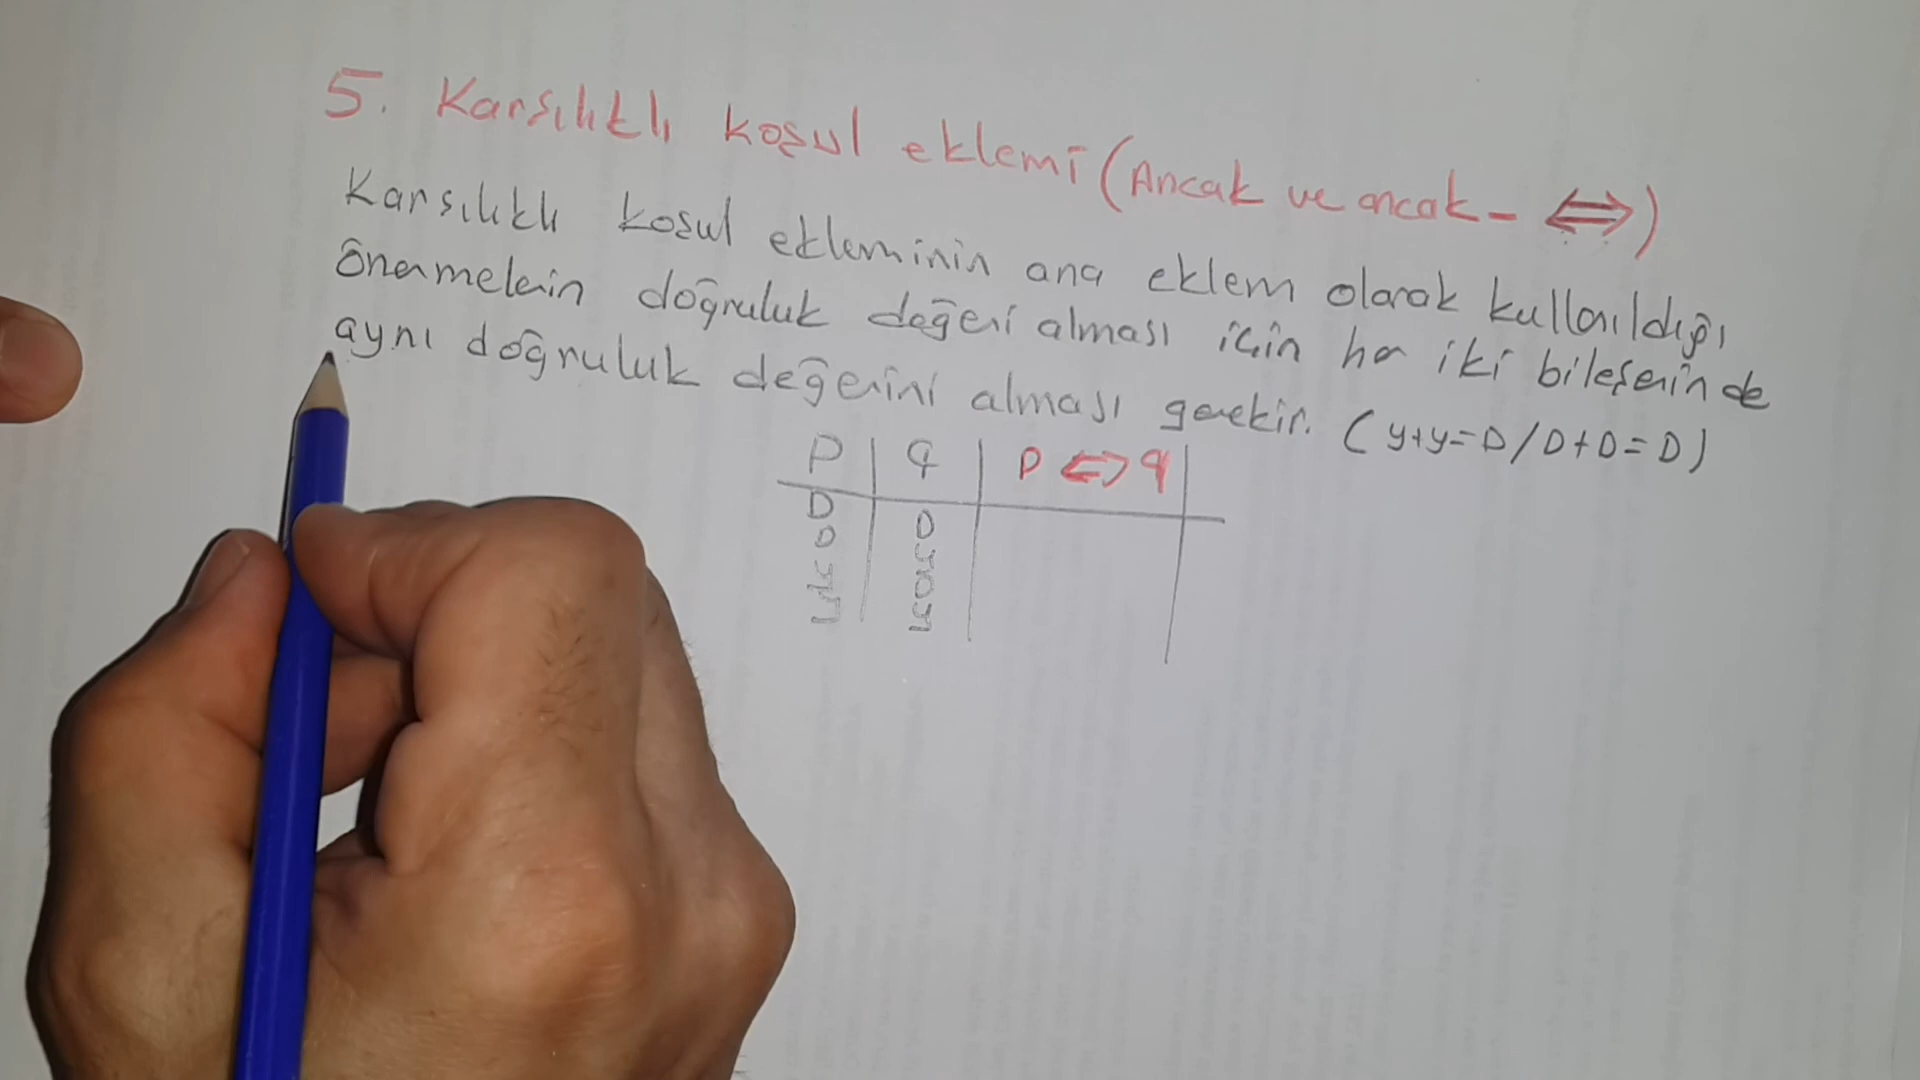 5. Karşılıklı koşul eklemi (Ancak ve ancak - ⇔)
Karşılıklı koşul ekleminin ana eklem olarak kullanıldığı
önermelerin doğruluk değeri alması için her iki bileşenin de
aynı doğruluk değerini alması gerekir. (y+y=D/D+D=D)
P | q | P ⇔ q |
D D
D Y
Y D
Y Y